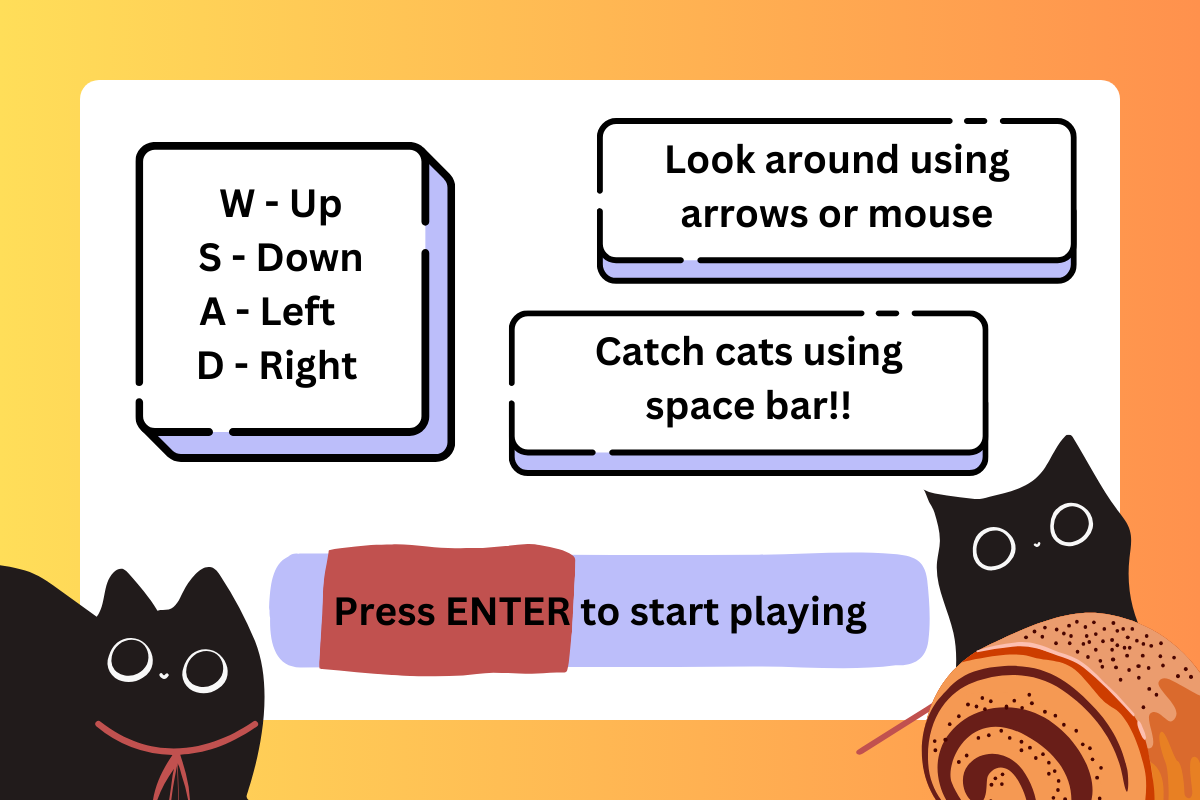 W - Up
S - Down
A - Left
D - Right
Look around using
arrows or mouse
Catch cats using
space bar!!
Press ENTER to start playing